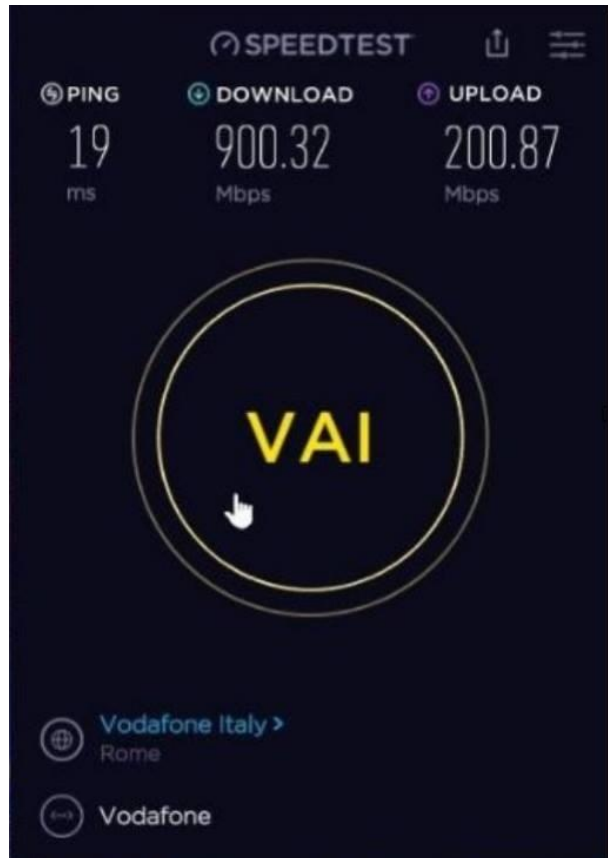 SPEEDTEST
PING DOWNLOAD UPLOAD
19 900.32 200.87
ms Mbps Mbps
VAI
Vodafone Italy >
Rome
Vodafone